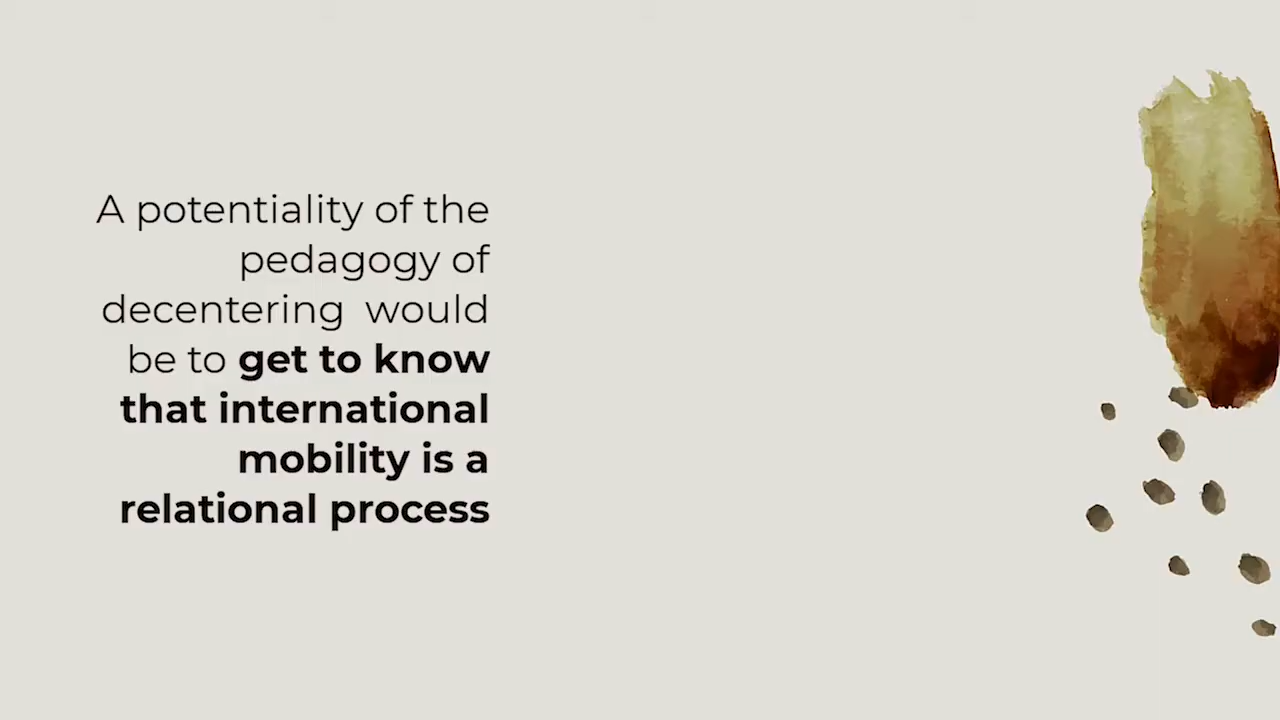 A potentiality of the
pedagogy of
decentering  would
be to get to know
that international
mobility is a
relational process